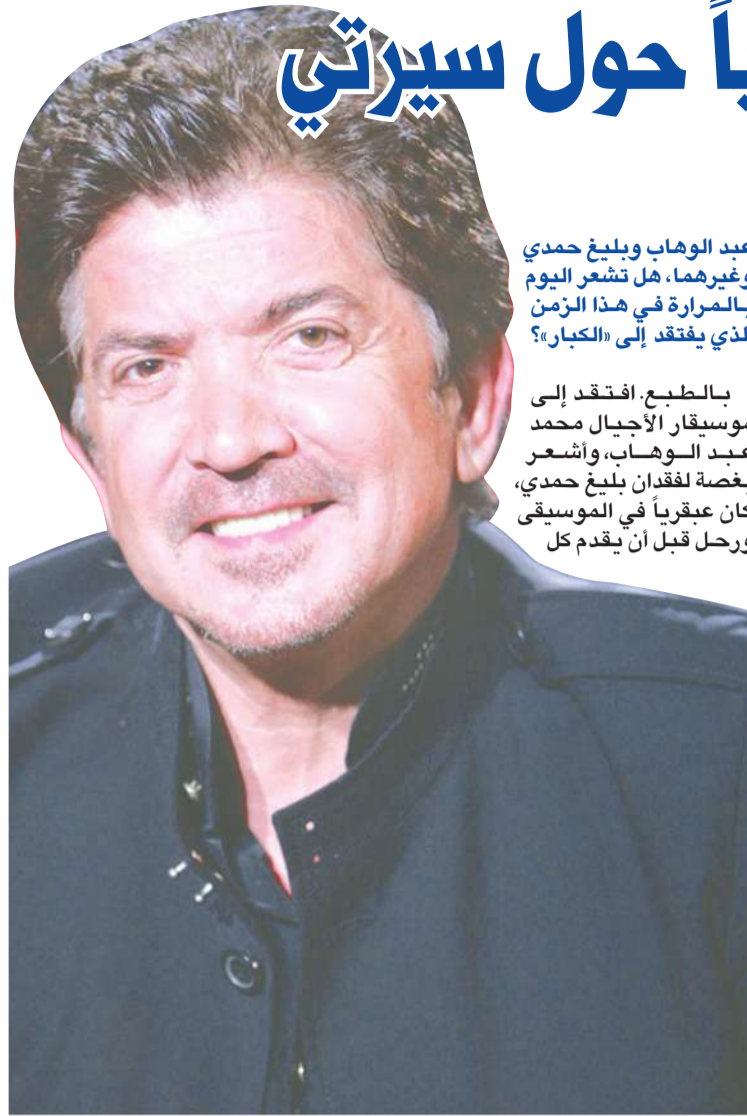 باً حول سيرتي
عبد الوهاب وبليغ حمدي
وغيرهما، هل تشعر اليوم
بالمرارة في هذا الزمن
الذي يفتقد إلى «الكبار»؟
بالطبع. افتقد إلى
موسيقار الأجيال محمد
عبد الوهاب، وأشعر
بغصة لفقدان بليغ حمدي،
كان عبقرياً في الموسيقى
ورحل قبل أن يقدم كل